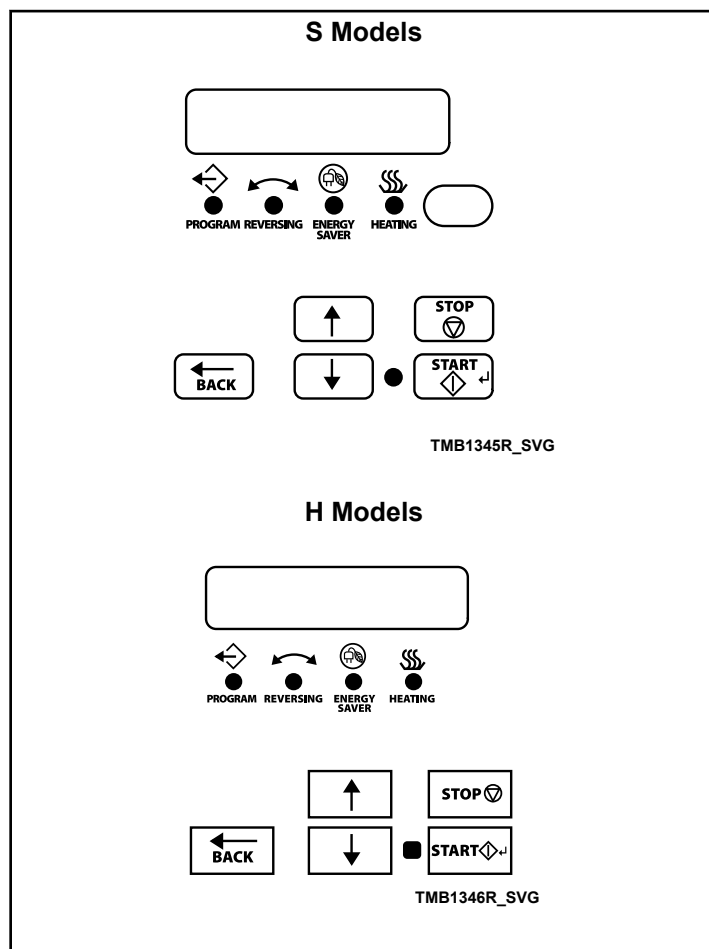 S Models
PROGRAM REVERSING ENERGY SAVER HEATING
STOP
BACK
START
TMB1345R_SVG
H Models
PROGRAM REVERSING ENERGY SAVER HEATING
STOP
BACK
START
TMB1346R_SVG